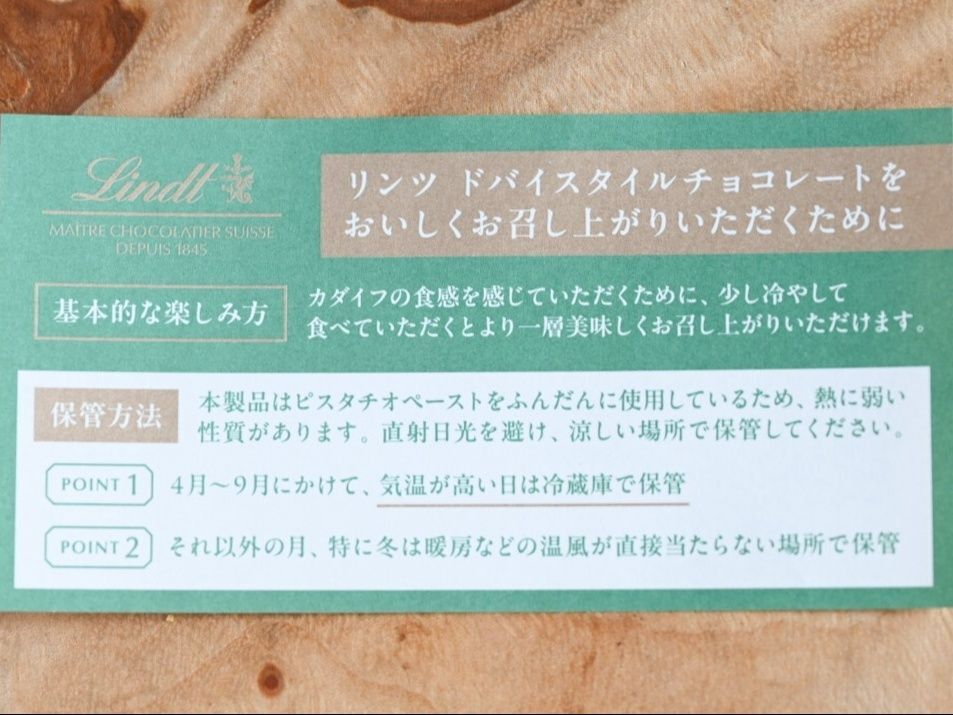 Lindt
MAÎTRE CHOCOLATIER SUISSE
DEPUIS 1845
リンツ ドバイスタイルチョコレートを
おいしくお召し上がりいただくために
基本的な楽しみ方
カダイフの食感を感じていただくために、少し冷やして
食べていただくとより一層美味しくお召し上がりいただけます。
保管方法
本製品はピスタチオペーストをふんだんに使用しているため、熱に弱い
性質があります。直射日光を避け、涼しい場所で保管してください。
POINT 1
4月～9月にかけて、気温が高い日は冷蔵庫で保管
POINT 2
それ以外の月、特に冬は暖房などの温風が直接当たらない場所で保管